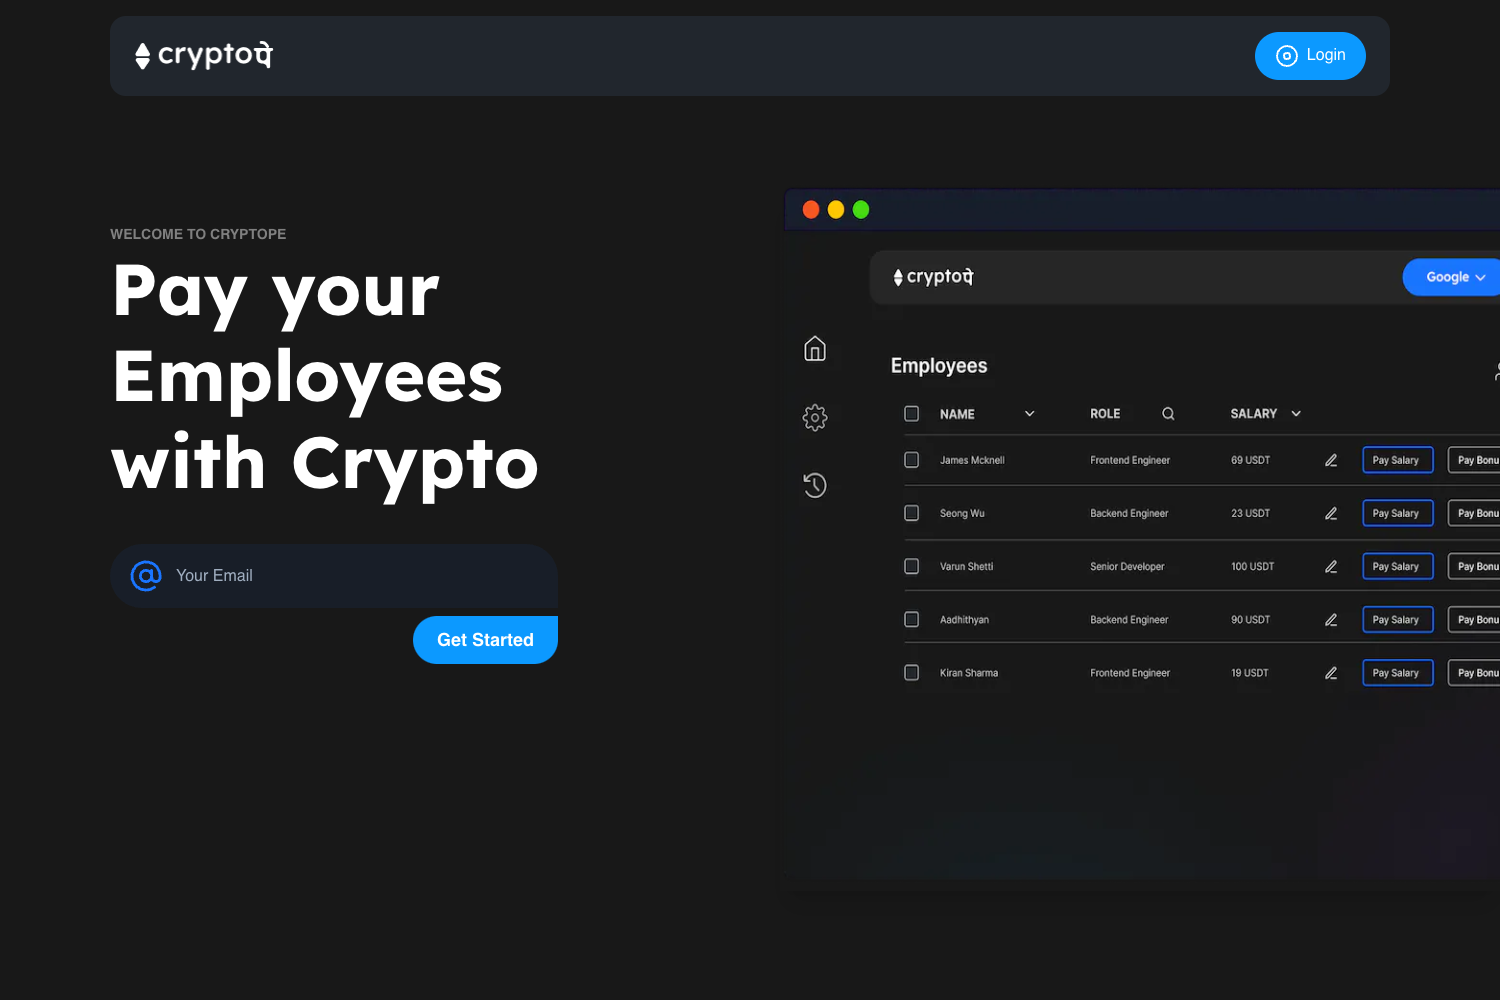 cryptoपे
Login
WELCOME TO CRYPTOPE
Pay your
Employees
with Crypto
Your Email
Get Started
cryptoपे
Google
Employees
NAME ROLE SALARY
James Mcknell Frontend Engineer 69 USDT Pay Salary Pay Bonu
Seong Wu Backend Engineer 23 USDT Pay Salary Pay Bonu
Varun Shetti Senior Developer 100 USDT Pay Salary Pay Bonu
Aadhithyan Backend Engineer 90 USDT Pay Salary Pay Bonu
Kiran Sharma Frontend Engineer 19 USDT Pay Salary Pay Bonu